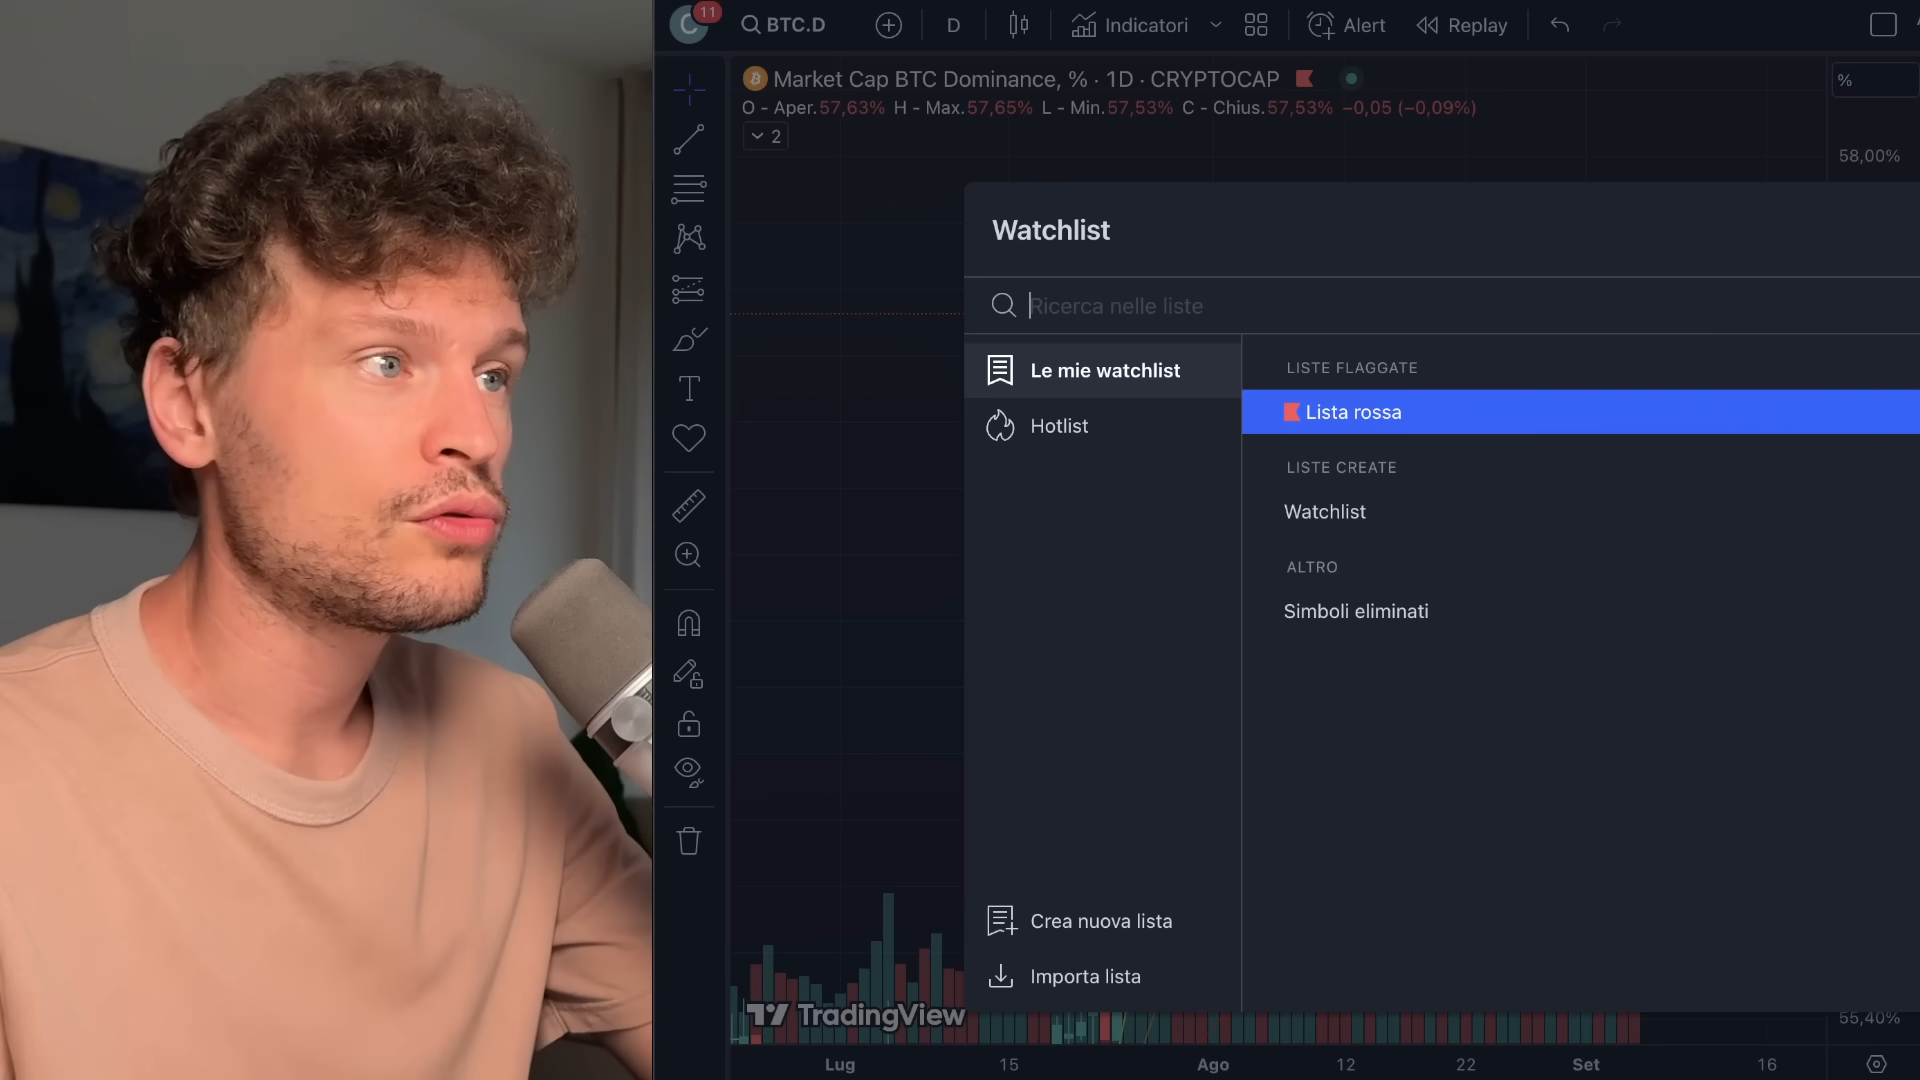 C 11 BTC.D D Indicatori Alert Replay
Market Cap BTC Dominance, % · 1D · CRYPTOCAP
%
O - Aper.57,63% H - Max.57,65% L - Min.57,53% C - Chius.57,53% −0,05 (−0,09%)
2
58,00%
Watchlist
Ricerca nelle liste
Le mie watchlist
Hotlist
LISTE FLAGGATE
Lista rossa
LISTE CREATE
Watchlist
ALTRO
Simboli eliminati
Crea nuova lista
Importa lista
TradingView
55,40%
Lug 15 Ago 12 22 Set 16